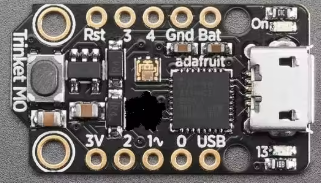 Trinket M0
Rst 3 4 Gnd Bat
On
adafruit
3V 2 1~ 0 USB
13